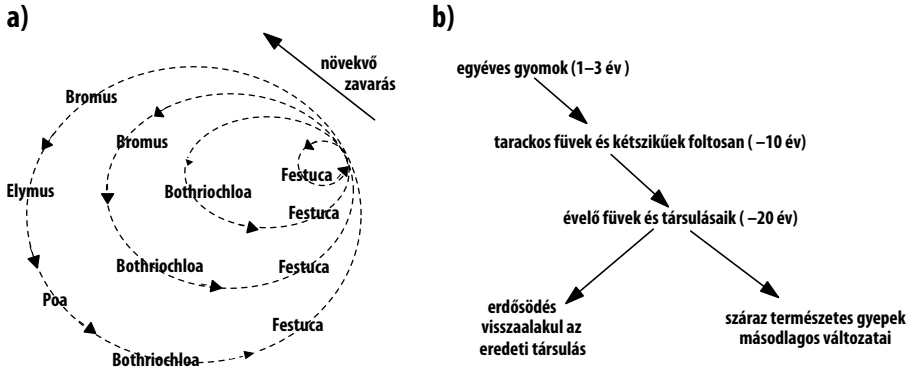 a)
növekvő
zavarás
Bromus
Bromus
Elymus
Bothriochloa
Festuca
Festuca
Bothriochloa
Festuca
Poa
Festuca
Bothriochloa
b)
egyéves gyomok (1–3 év )
tarackos füvek és kétszikűek foltosan ( –10 év)
évelő füvek és társulásaik ( –20 év)
erdősödés
visszaalakul az
eredeti társulás
száraz természetes gyepek
másodlagos változatai